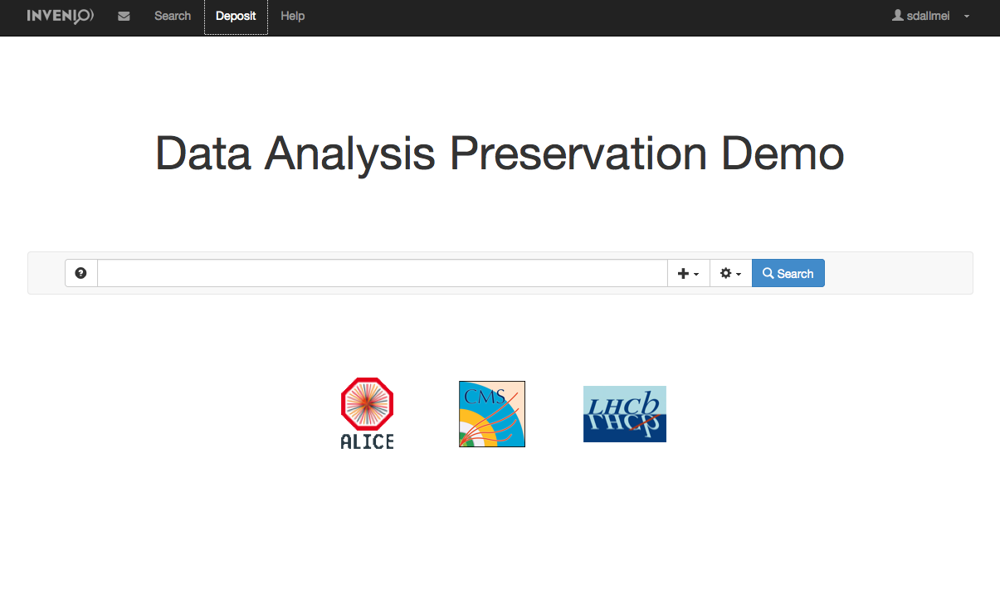 INVENIO Search Deposit Help sdallmei
Data Analysis Preservation Demo
Search
ALICE CMS LHCb